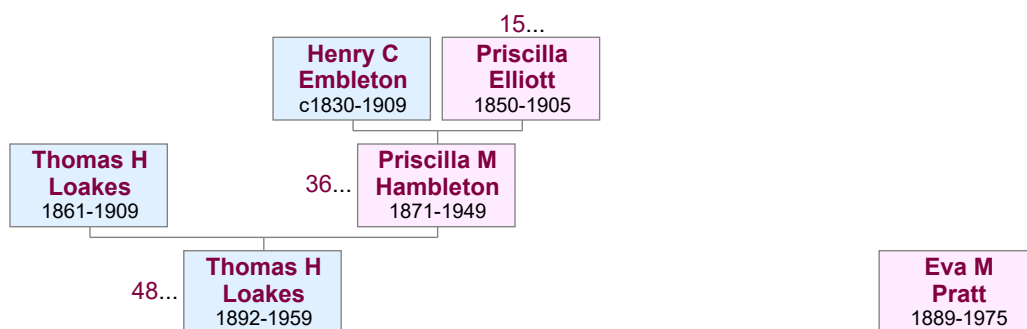 15...
Henry C
Embleton
c1830-1909
Priscilla
Elliott
1850-1905
Thomas H
Loakes
1861-1909
36...
Priscilla M
Hambleton
1871-1949
48...
Thomas H
Loakes
1892-1959
Eva M
Pratt
1889-1975